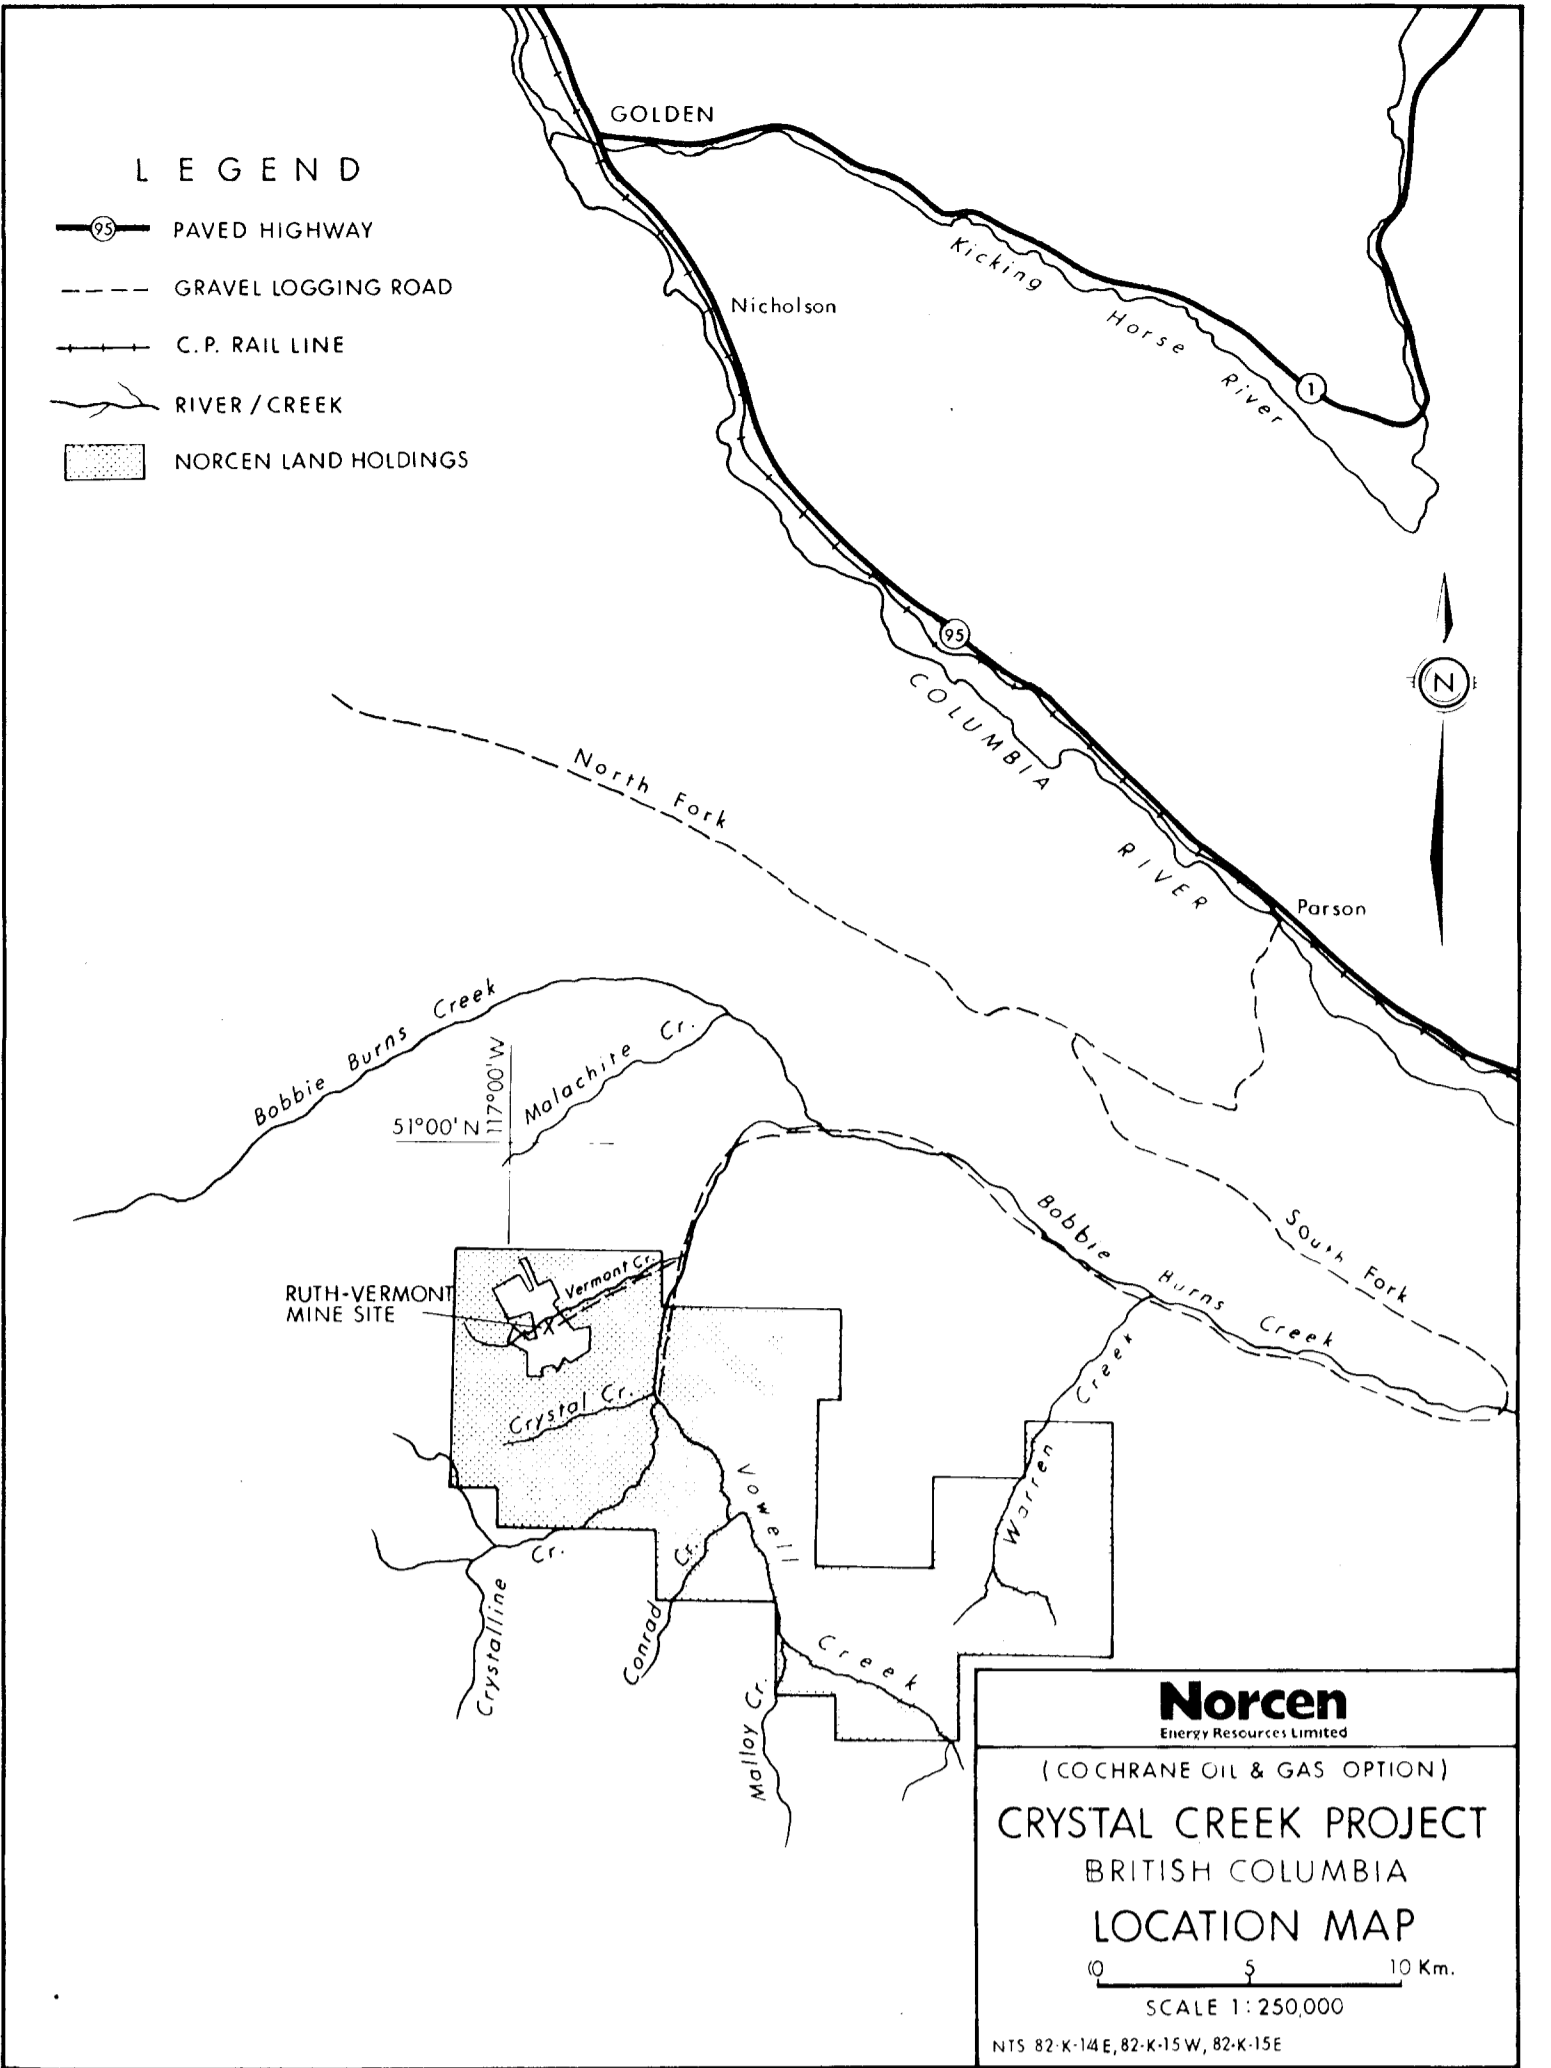 GOLDEN
LEGEND
95 PAVED HIGHWAY
GRAVEL LOGGING ROAD
C.P. RAIL LINE
RIVER / CREEK
NORCEN LAND HOLDINGS
Kicking Horse River
1
Nicholson
95
N
COLUMBIA RIVER
North Fork
Parson
Bobbie Burns Creek
Malachite Cr.
117°00'W
51°00'N
Bobbie Burns Creek
South Fork
RUTH-VERMONT
MINE SITE
Vermont Cr.
X
Crystal Cr.
Vowell Creek
Warren Creek
Crystalline Cr.
Conrad Cr.
Malloy Cr.
Norcen
Energy Resources Limited
(COCHRANE OIL & GAS OPTION)
CRYSTAL CREEK PROJECT
BRITISH COLUMBIA
LOCATION MAP
0 5 10 Km.
SCALE 1:250,000
NTS 82-K-14E, 82-K-15W, 82-K-15E